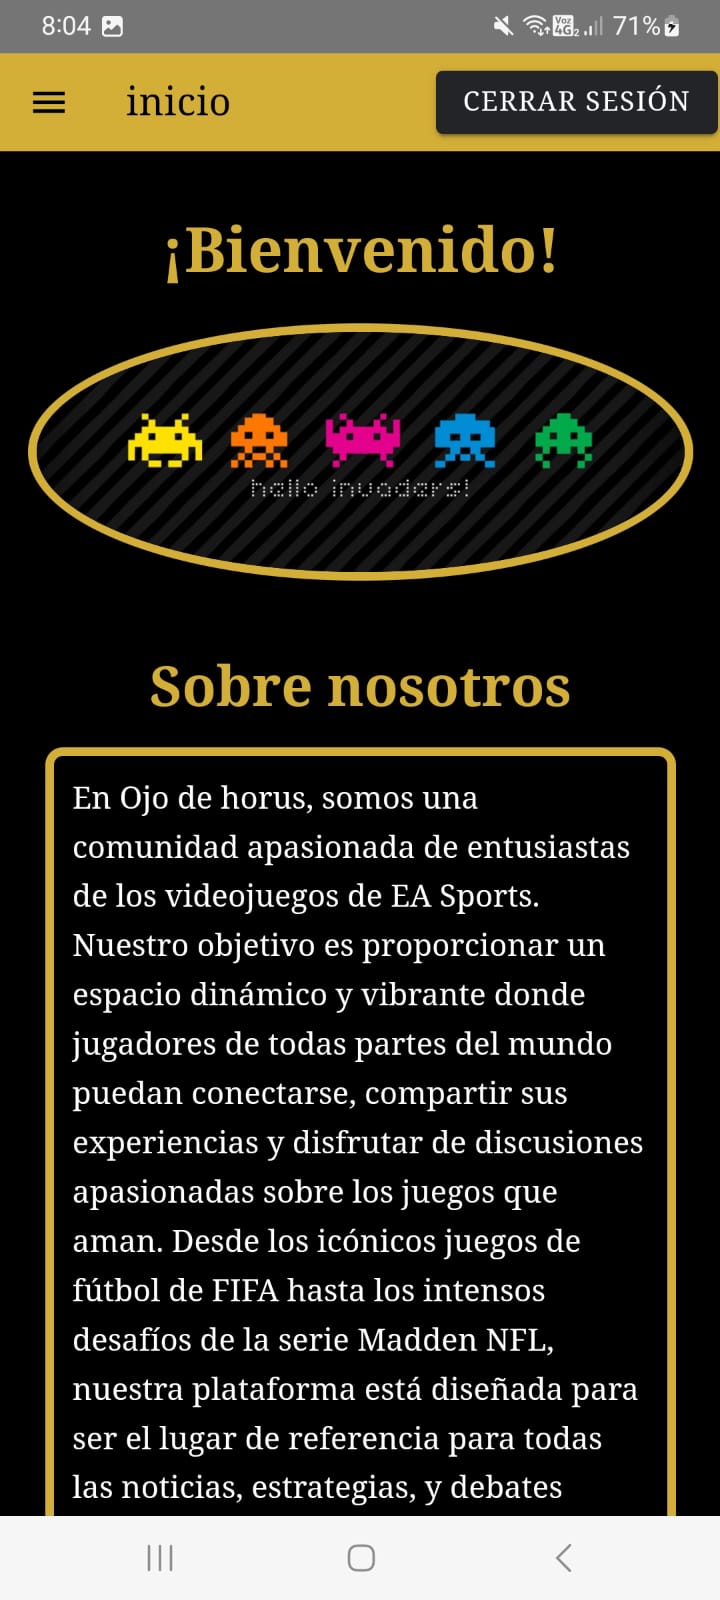 8:04
Voz
4G 2
71%
inicio
CERRAR SESIÓN
¡Bienvenido!
hello invaders!
Sobre nosotros
En Ojo de horus, somos una
comunidad apasionada de entusiastas
de los videojuegos de EA Sports.
Nuestro objetivo es proporcionar un
espacio dinámico y vibrante donde
jugadores de todas partes del mundo
puedan conectarse, compartir sus
experiencias y disfrutar de discusiones
apasionadas sobre los juegos que
aman. Desde los icónicos juegos de
fútbol de FIFA hasta los intensos
desafíos de la serie Madden NFL,
nuestra plataforma está diseñada para
ser el lugar de referencia para todas
las noticias, estrategias, y debates